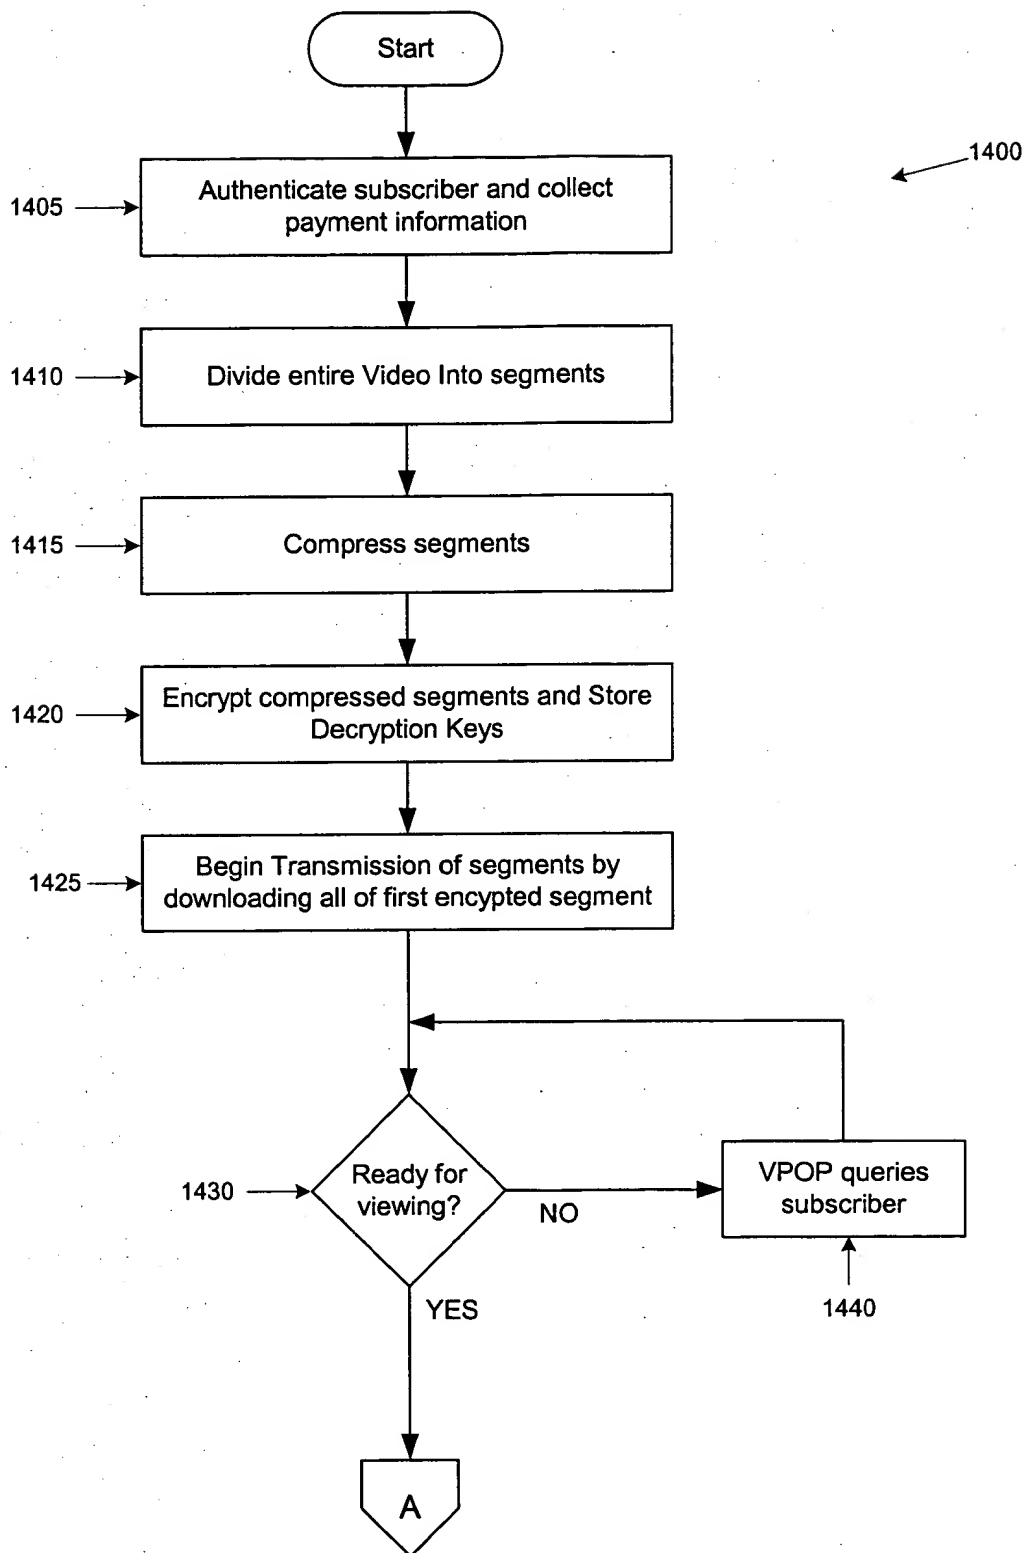 Start
1400
1405
Authenticate subscriber and collect
payment information
1410
Divide entire Video Into segments
1415
Compress segments
1420
Encrypt compressed segments and Store
Decryption Keys
1425
Begin Transmission of segments by
downloading all of first encypted segment
1430
Ready for
viewing?
NO
VPOP queries
subscriber
1440
YES
A